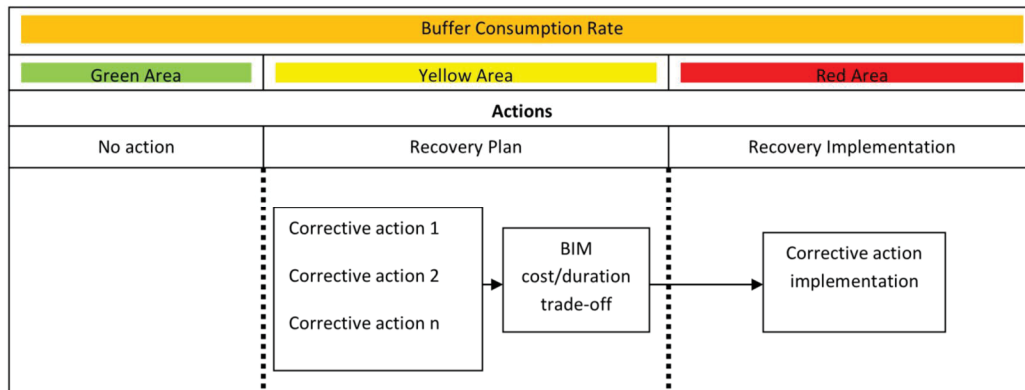 Buffer Consumption Rate
Green Area
Yellow Area
Red Area
Actions
No action
Recovery Plan
Recovery Implementation
Corrective action 1
Corrective action 2
Corrective action n
BIM
cost/duration
trade-off
Corrective action
implementation